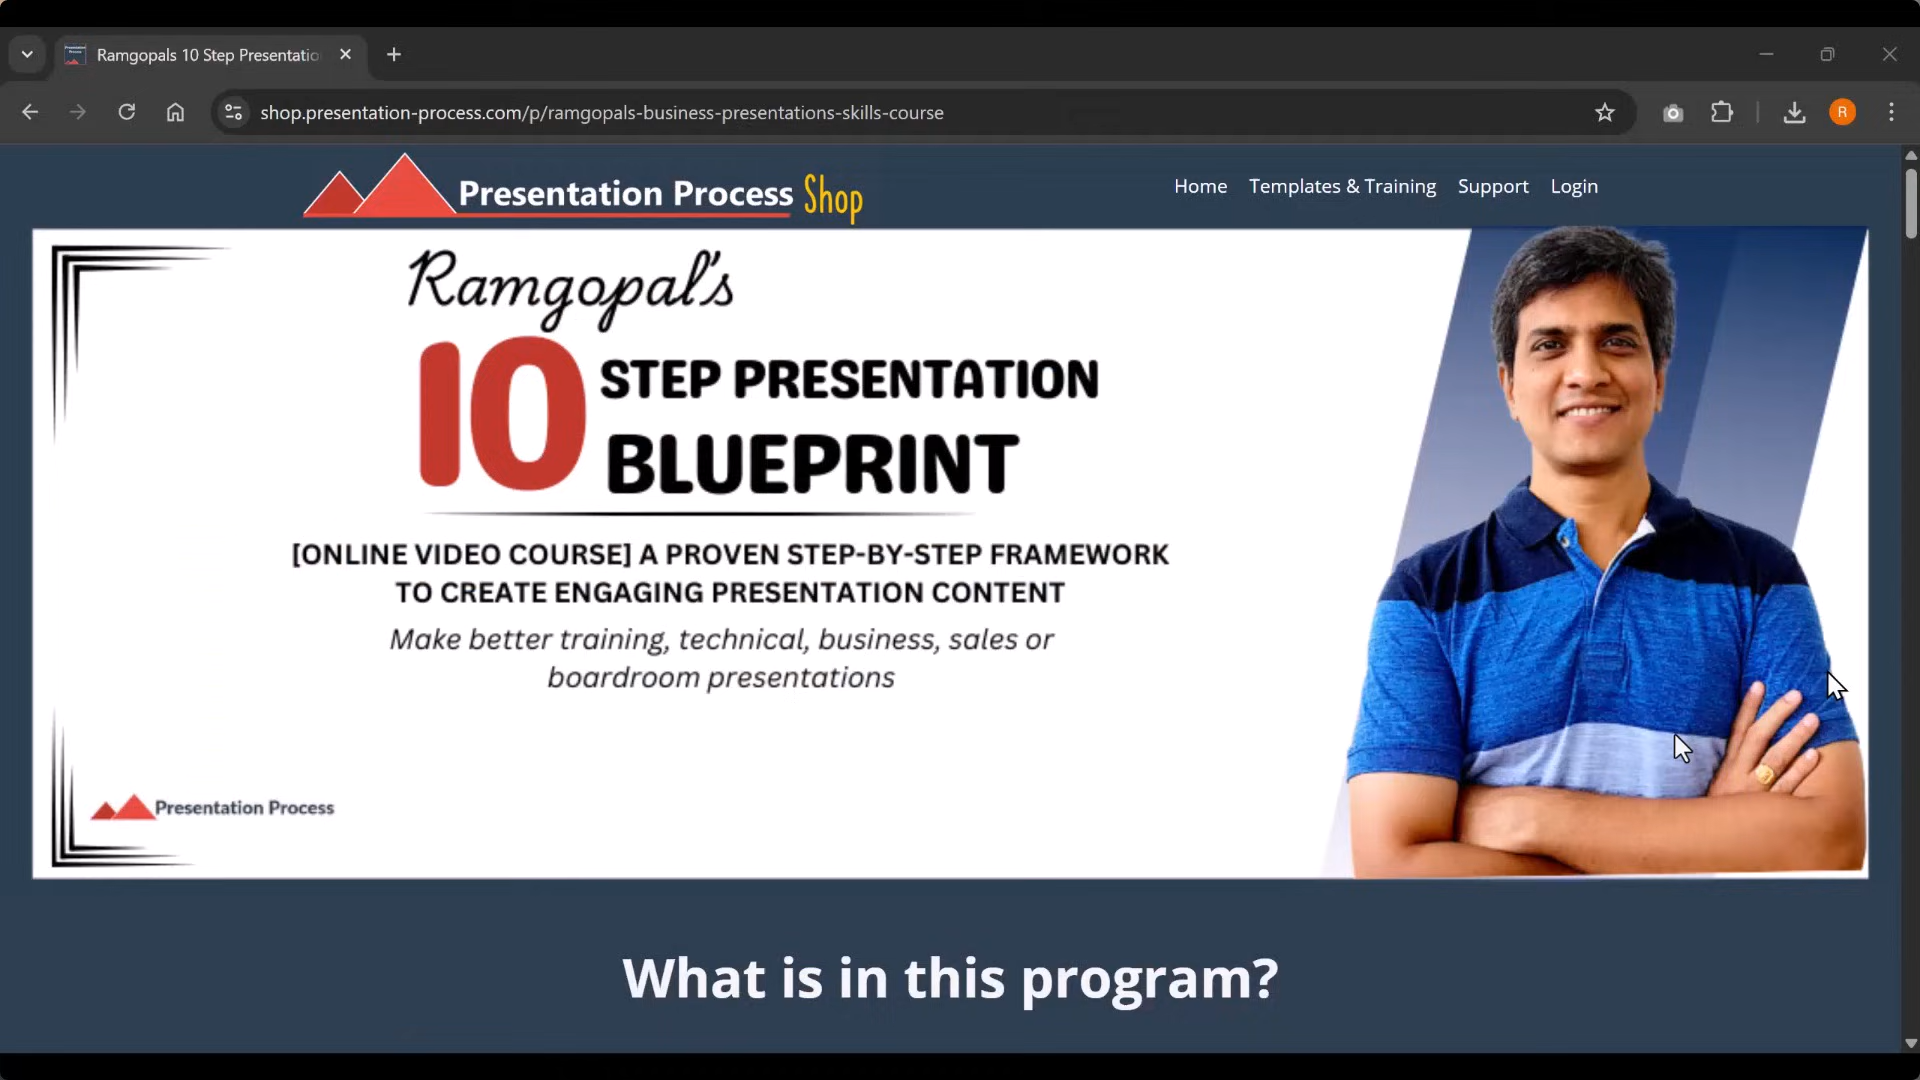 Ramgopals 10 Step Presentatio
shop.presentation-process.com/p/ramgopals-business-presentations-skills-course
R
Presentation Process Shop
Home Templates & Training Support Login
Ramgopal's
10 STEP PRESENTATION
BLUEPRINT
[ONLINE VIDEO COURSE] A PROVEN STEP-BY-STEP FRAMEWORK
TO CREATE ENGAGING PRESENTATION CONTENT
Make better training, technical, business, sales or
boardroom presentations
Presentation Process
What is in this program?